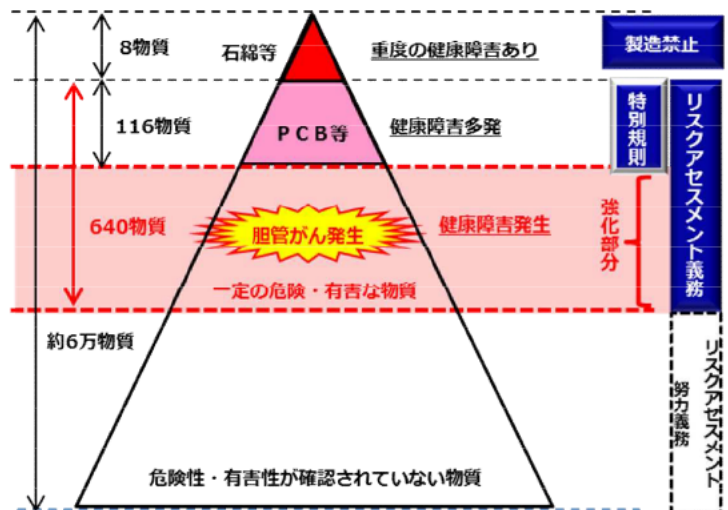 8物質
石綿等
重度の健康障害あり
製造禁止
116物質
PCB等
健康障害多発
特別規則
リスクアセスメント義務
640物質
胆管がん発生
健康障害発生
強化部分
一定の危険・有害な物質
約6万物質
リスクアセスメント
努力義務
危険性・有害性が確認されていない物質